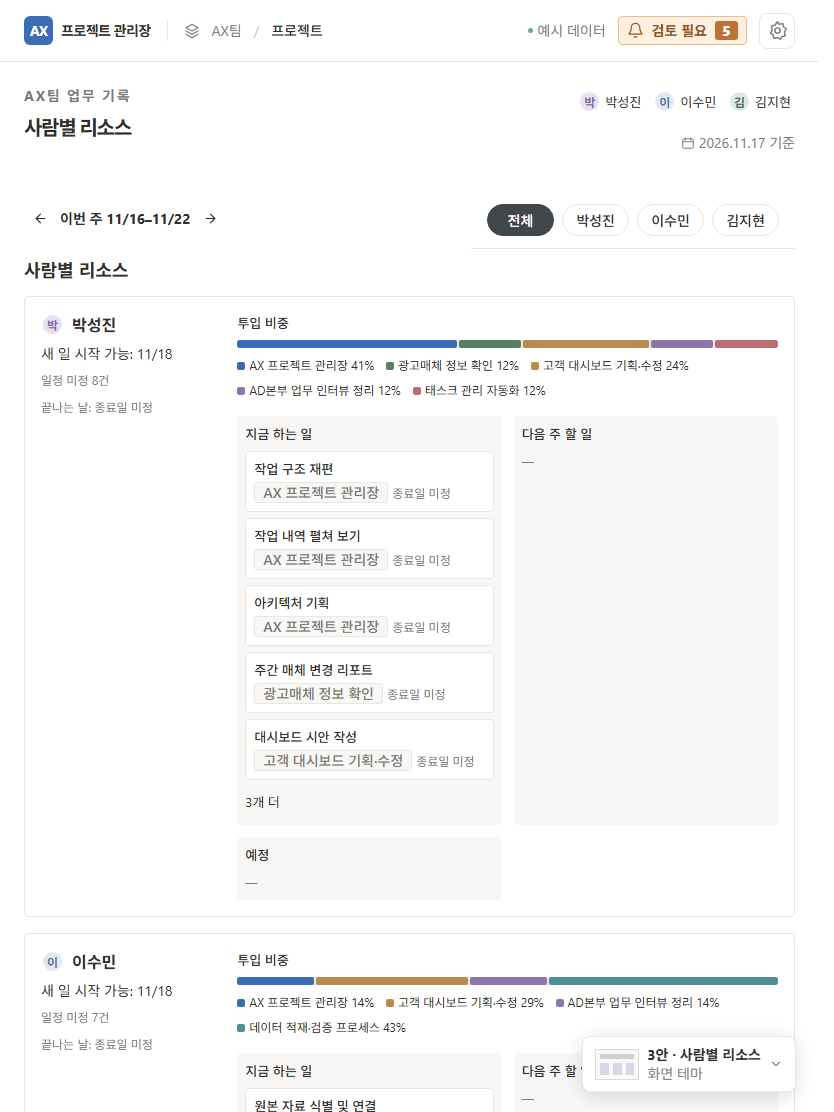 AX 프로젝트 관리장 AX팀 / 프로젝트 예시 데이터 검토 필요 5
AX팀 업무 기록
사람별 리소스
박 박성진 이 이수민 김 김지현
2026.11.17 기준
← 이번 주 11/16–11/22 →
전체 박성진 이수민 김지현
사람별 리소스
박 박성진
새 일 시작 가능: 11/18
일정 미정 8건
끝나는 날: 종료일 미정
투입 비중
AX 프로젝트 관리장 41% 광고매체 정보 확인 12% 고객 대시보드 기획·수정 24%
AD본부 업무 인터뷰 정리 12% 태스크 관리 자동화 12%
지금 하는 일
작업 구조 재편
AX 프로젝트 관리장 종료일 미정
작업 내역 펼쳐 보기
AX 프로젝트 관리장 종료일 미정
아키텍처 기획
AX 프로젝트 관리장 종료일 미정
주간 매체 변경 리포트
광고매체 정보 확인 종료일 미정
대시보드 시안 작성
고객 대시보드 기획·수정 종료일 미정
3개 더
다음 주 할 일
—
예정
—
이 이수민
새 일 시작 가능: 11/18
일정 미정 7건
끝나는 날: 종료일 미정
투입 비중
AX 프로젝트 관리장 14% 고객 대시보드 기획·수정 29% AD본부 업무 인터뷰 정리 14%
데이터 적재·검증 프로세스 43%
지금 하는 일
원본 자료 식별 및 연결
다음 주 할
—
3안 · 사람별 리소스
화면 테마